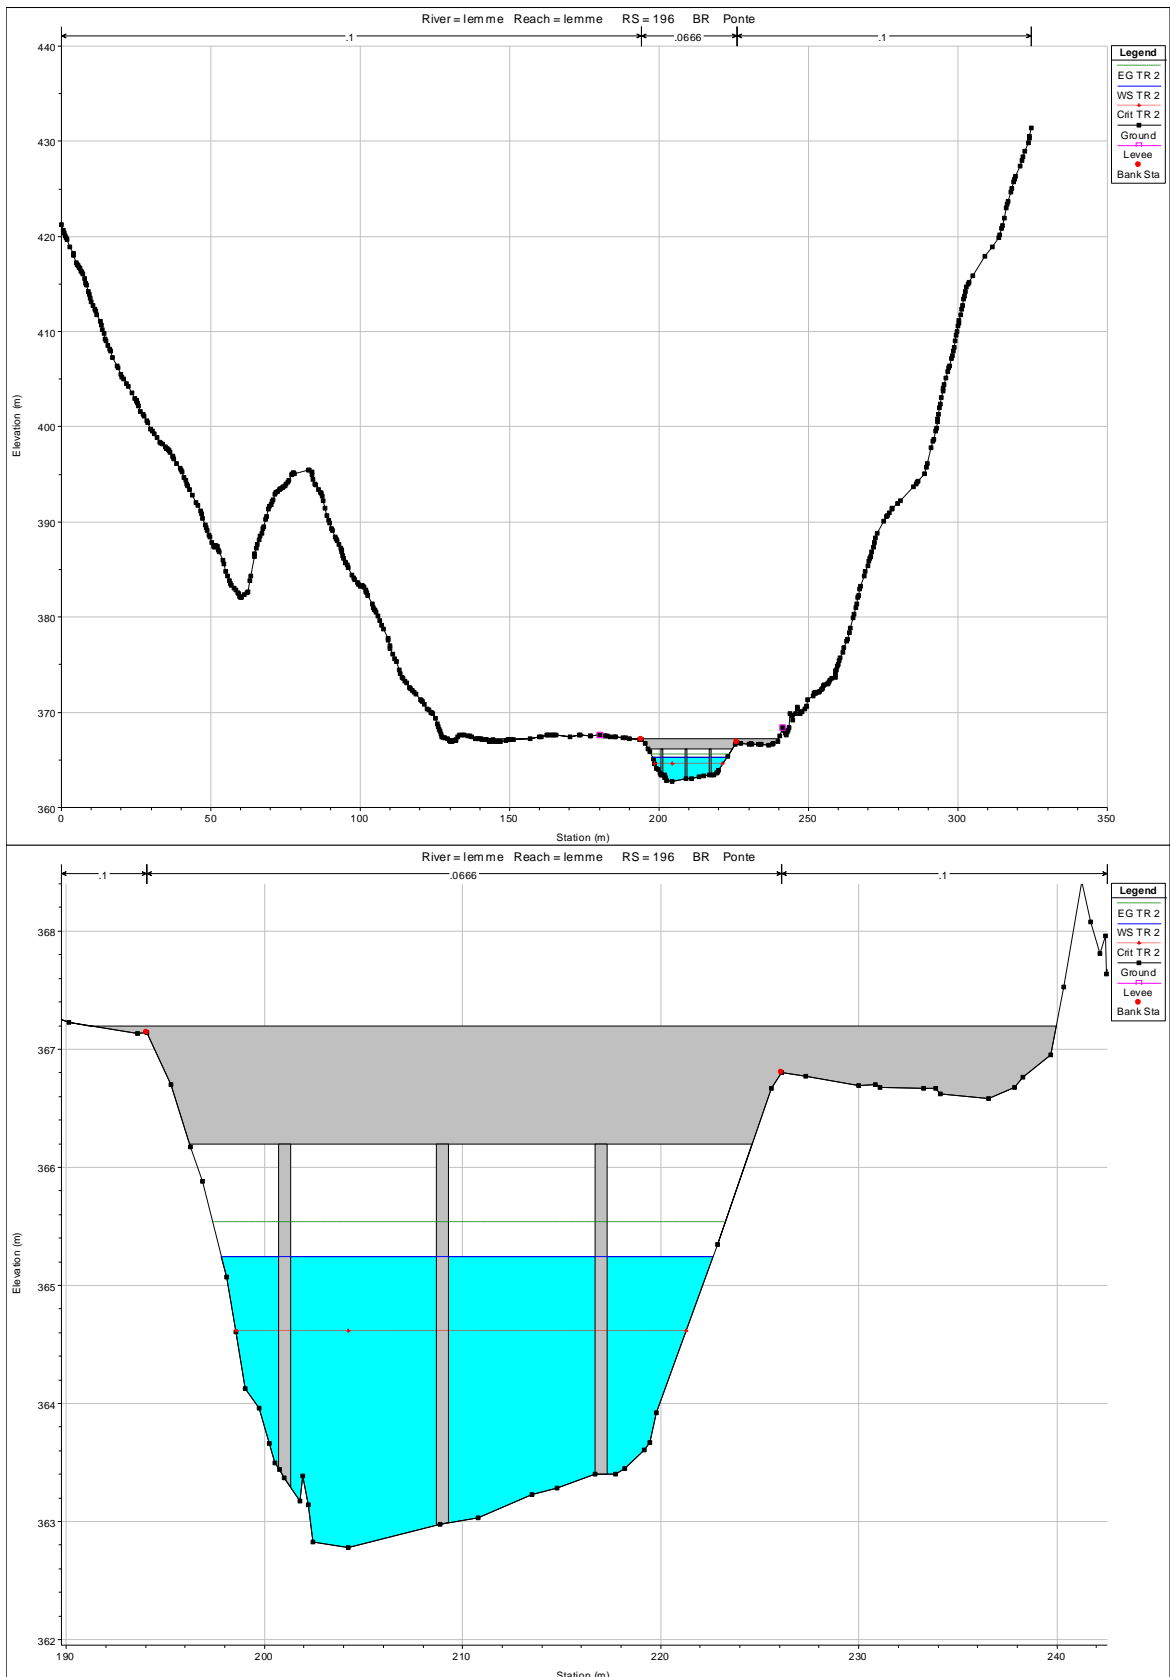 River = lemme Reach = lemme RS = 196 BR Ponte
.1 .0666 .1
440
430
420
410
400
390
380
370
360
0 50 100 150 200 250 300 350
Elevation (m)
Station (m)
Legend
EG TR 2
WS TR 2
Crit TR 2
Ground
Levee
Bank Sta
River = lemme Reach = lemme RS = 196 BR Ponte
.1 .0666 .1
368
367
366
365
364
363
362
190 200 210 220 230 240
Elevation (m)
Station (m)
Legend
EG TR 2
WS TR 2
Crit TR 2
Ground
Levee
Bank Sta